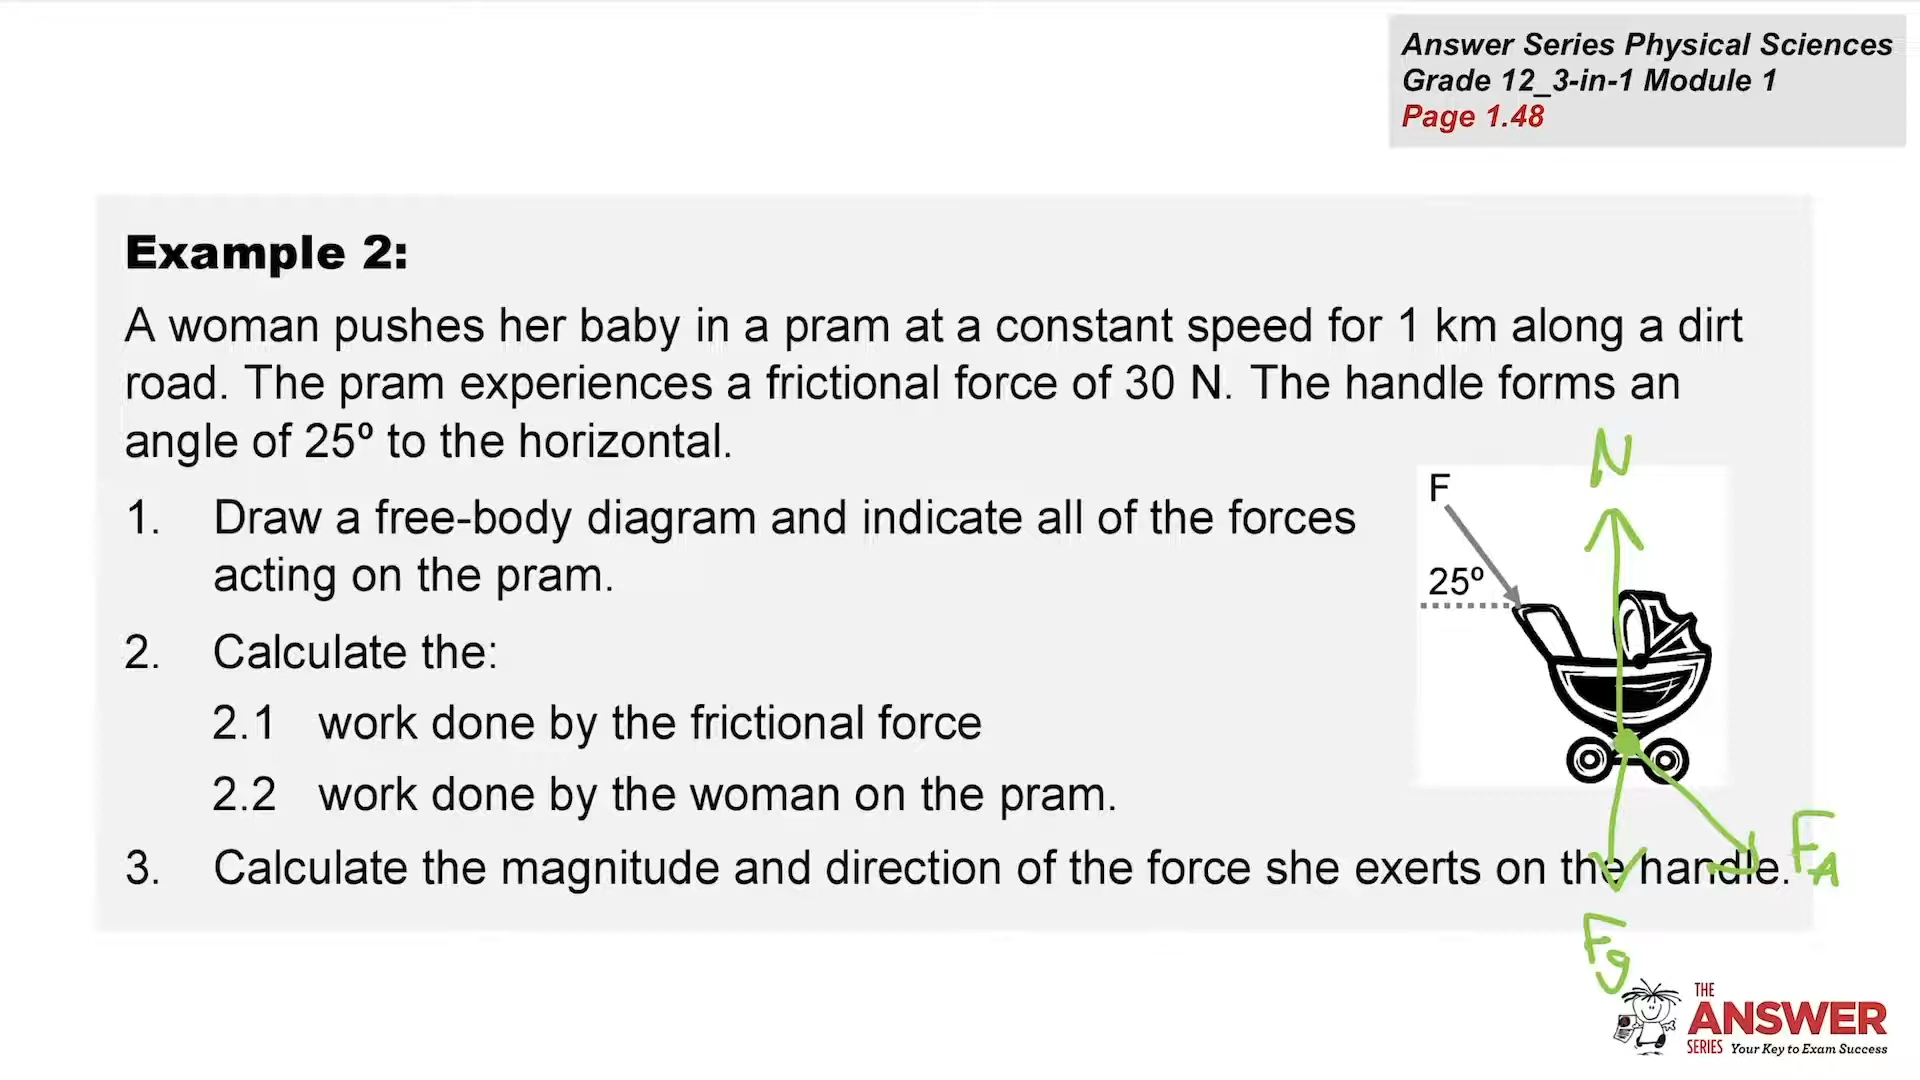 Answer Series Physical Sciences
Grade 12_3-in-1 Module 1
Page 1.48
Example 2:
A woman pushes her baby in a pram at a constant speed for 1 km along a dirt
road. The pram experiences a frictional force of 30 N. The handle forms an
angle of 25º to the horizontal.
1. Draw a free-body diagram and indicate all of the forces
acting on the pram.
2. Calculate the:
2.1 work done by the frictional force
2.2 work done by the woman on the pram.
3. Calculate the magnitude and direction of the force she exerts on the handle.
N
F
25º
FA
Fg
THE
ANSWER
SERIES Your Key to Exam Success